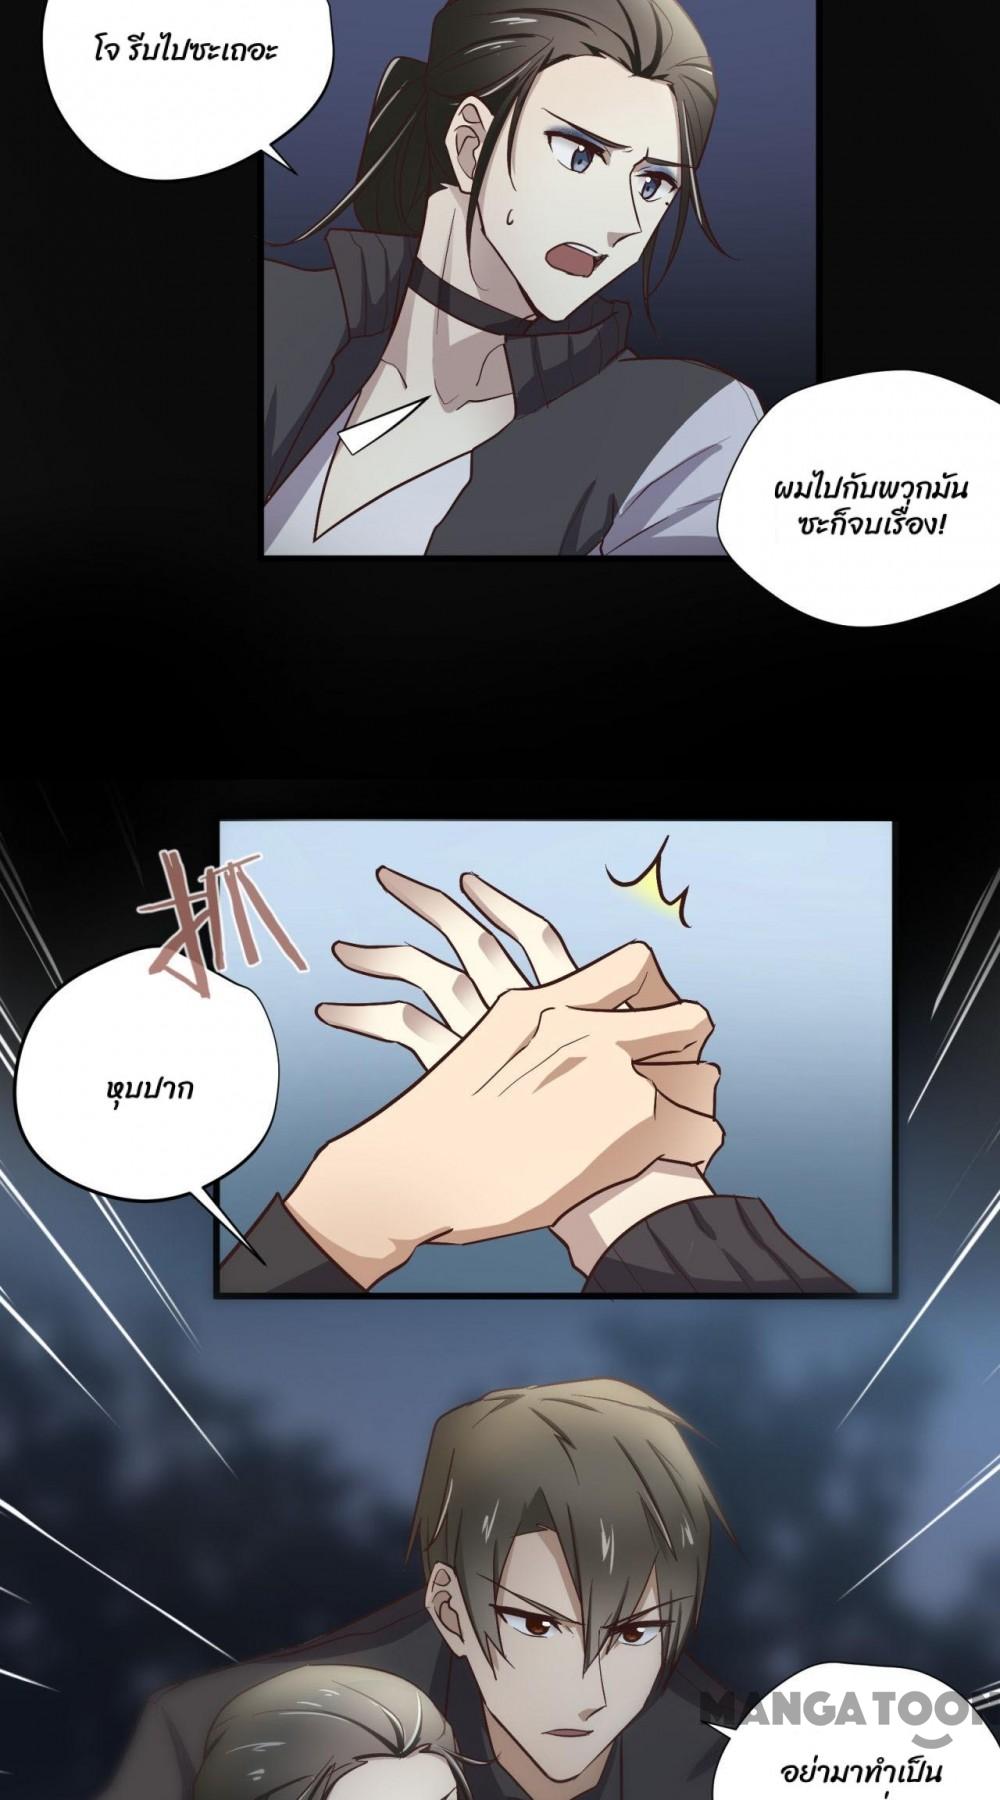 โจ รีบไปซะเถอะ
ผมไปกับพวกมัน
ซะก็จบเรื่อง!
หุบปาก
MANGATOON
อย่ามาทำเป็น